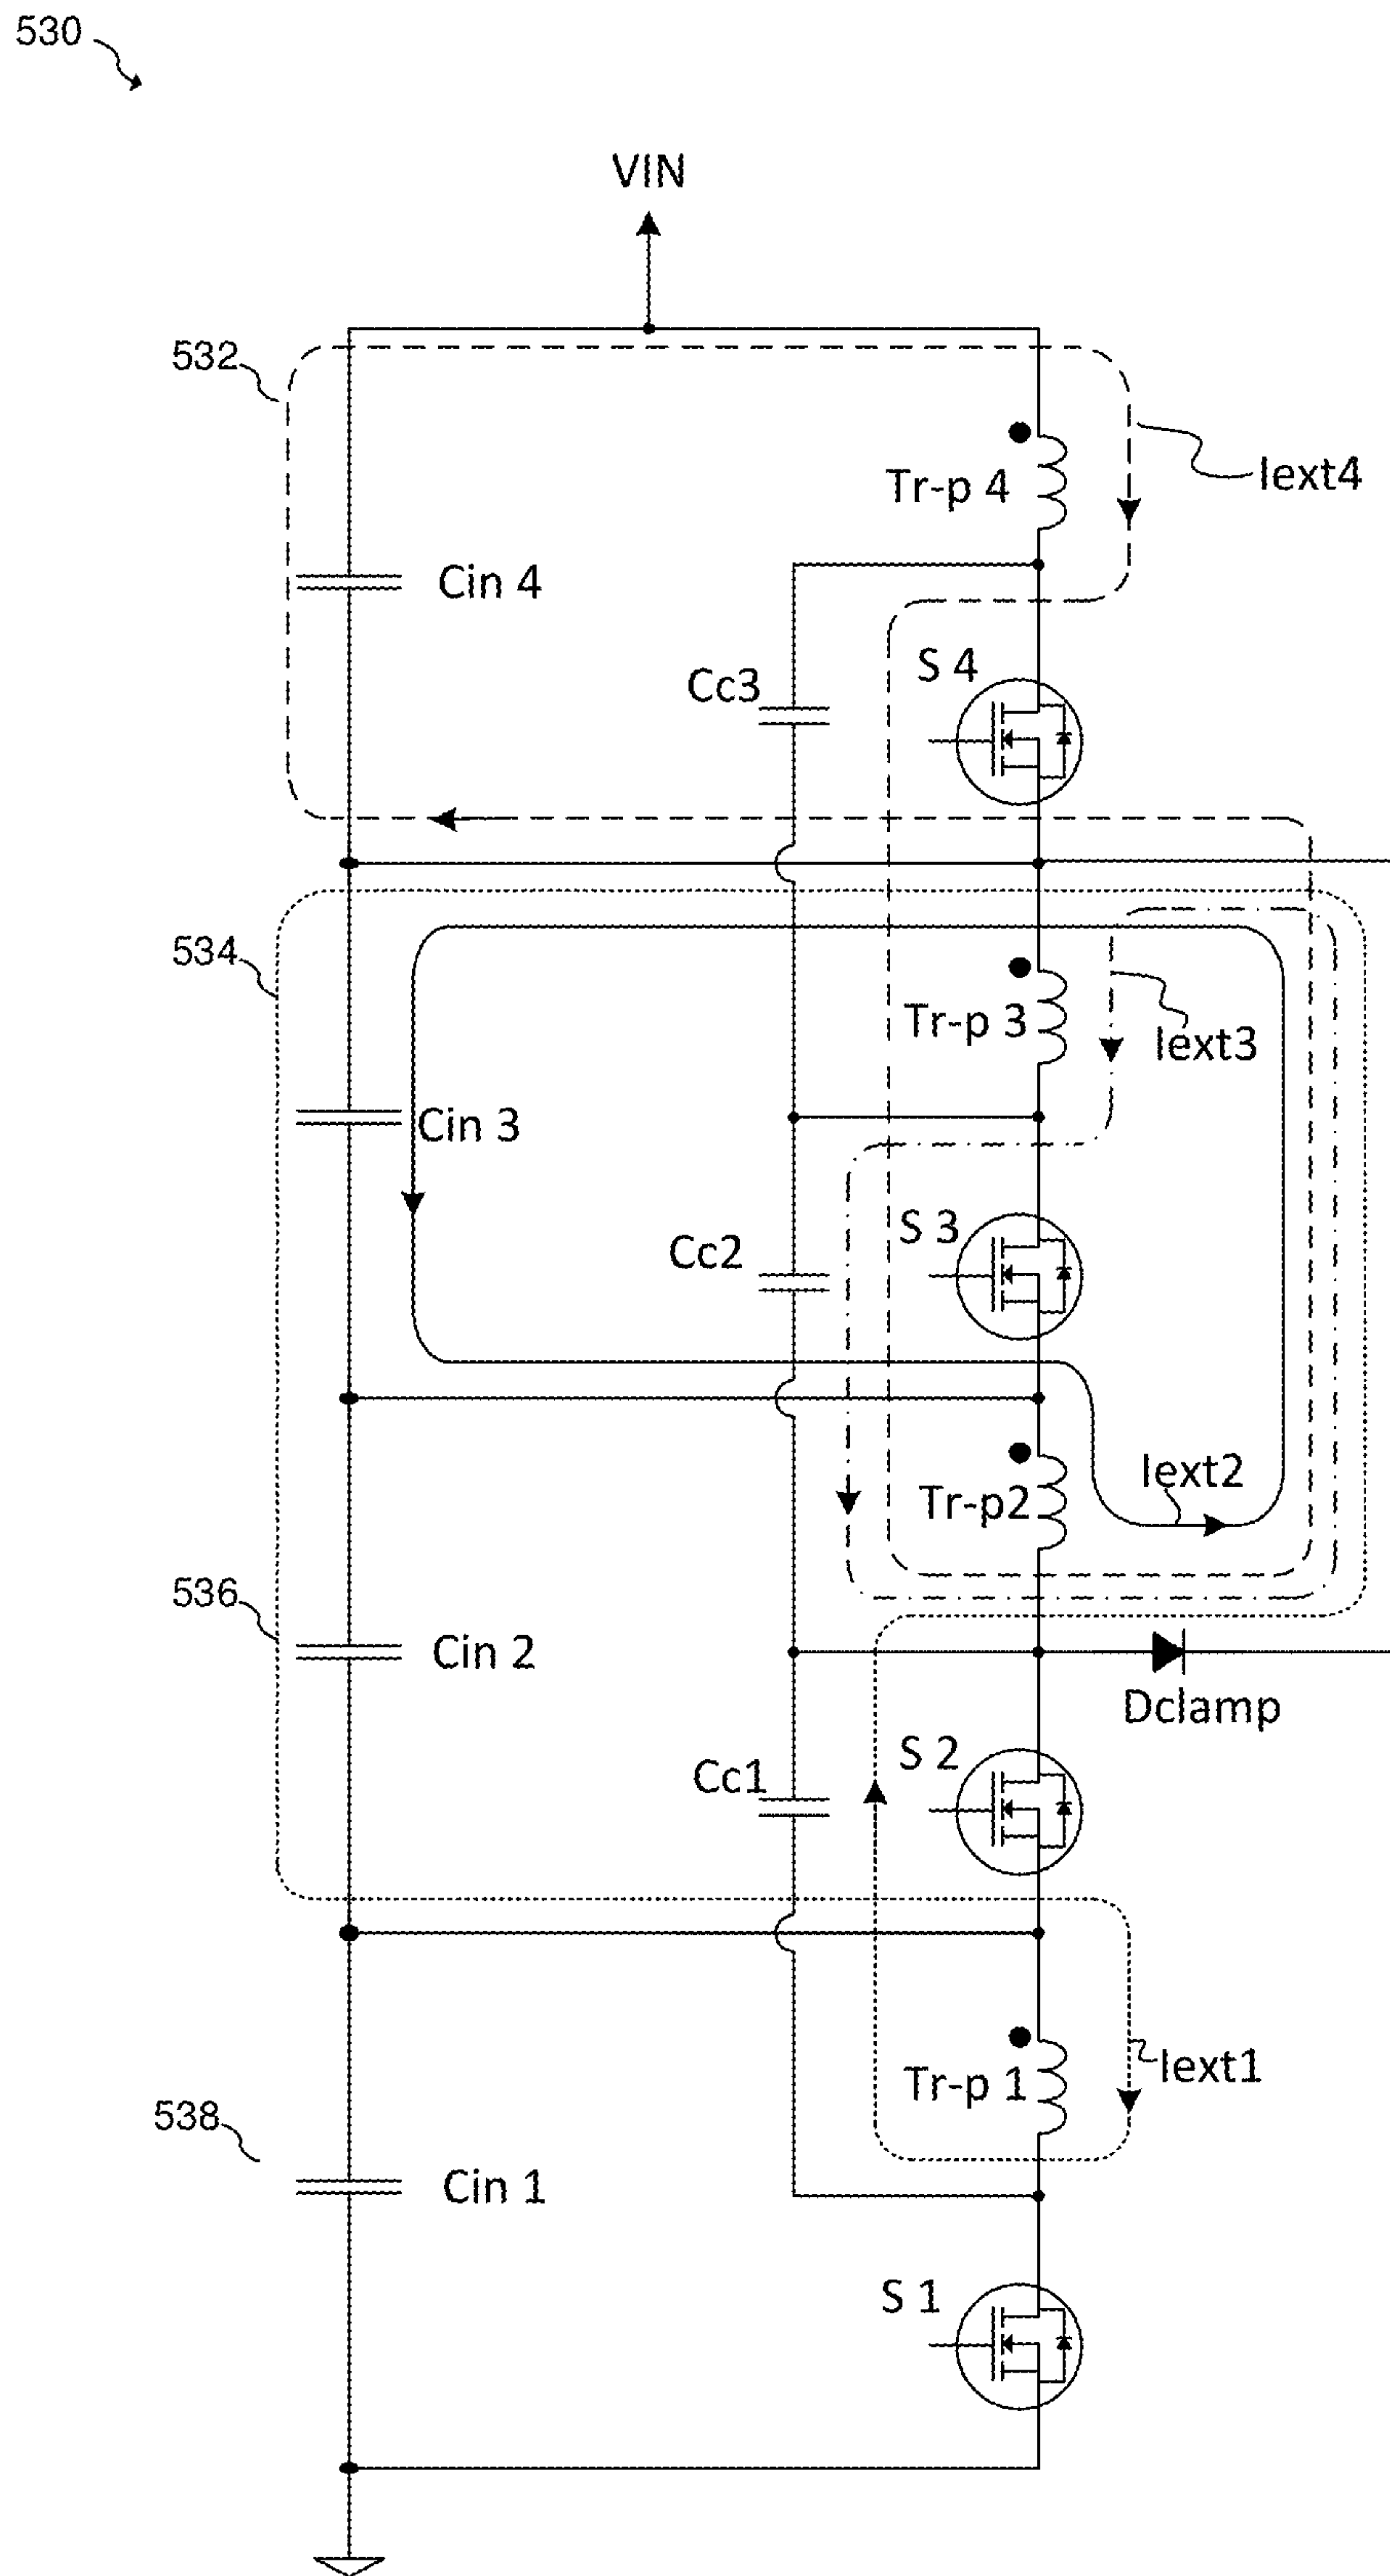 530
VIN
532
Iext4
Tr-p 4
Cin 4
S 4
Cc3
534
Tr-p 3
Iext3
Cin 3
S 3
Cc2
Iext2
Tr-p2
536
Cin 2
Dclamp
S 2
Cc1
Iext1
Tr-p 1
538
Cin 1
S 1